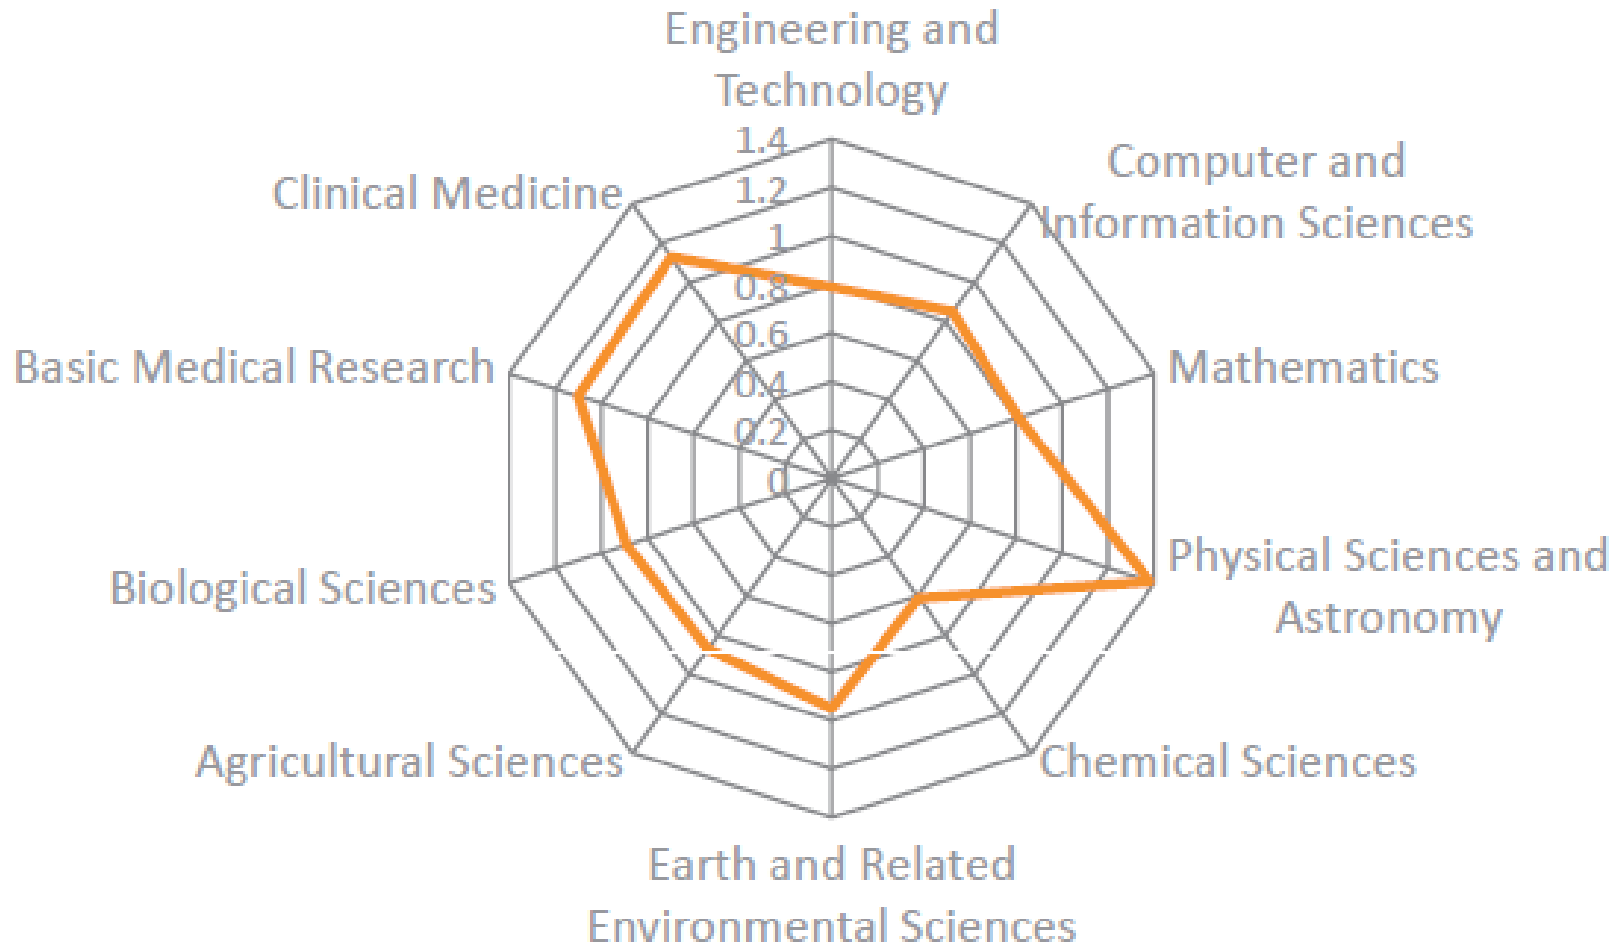 Engineering and
Technology
1.4
1.2
1
0.8
0.6
0.4
0.2
0
Computer and
Information Sciences
Mathematics
Physical Sciences and
Astronomy
Chemical Sciences
Earth and Related
Environmental Sciences
Agricultural Sciences
Biological Sciences
Basic Medical Research
Clinical Medicine